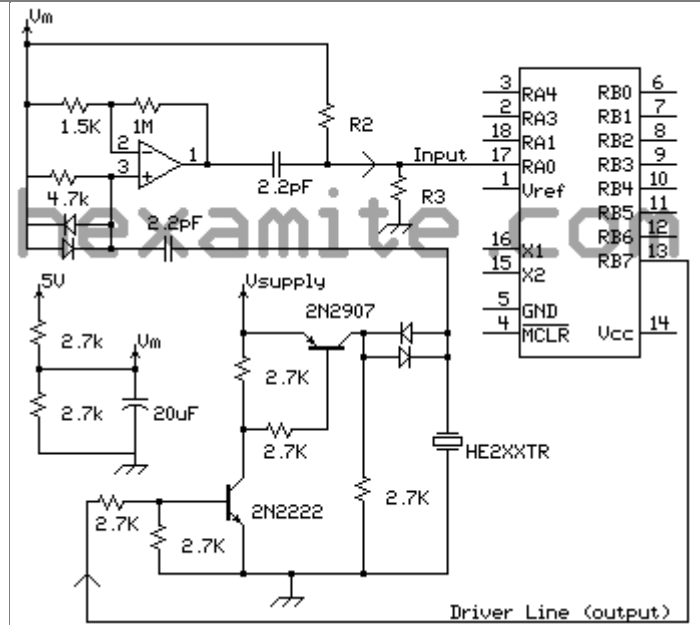 Vm
1.5K
1M
2
3
1
4.7k
2.2pF
2.2pF
R2
R3
Input
3 RA4
2 RA3
18 RA1
17 RA0
1 Vref
16 X1
15 X2
5 GND
4 MCLR
RB0 6
RB1 7
RB2 8
RB3 9
RB4 10
RB5 11
RB6 12
RB7 13
Vcc 14
hexamite.com
5V
2.7k
Vm
2.7k
20uF
Vsupply
2N2907
2.7K
2.7K
HE2XXTR
2.7K
2N2222
2.7K
2.7K
Driver Line (output)